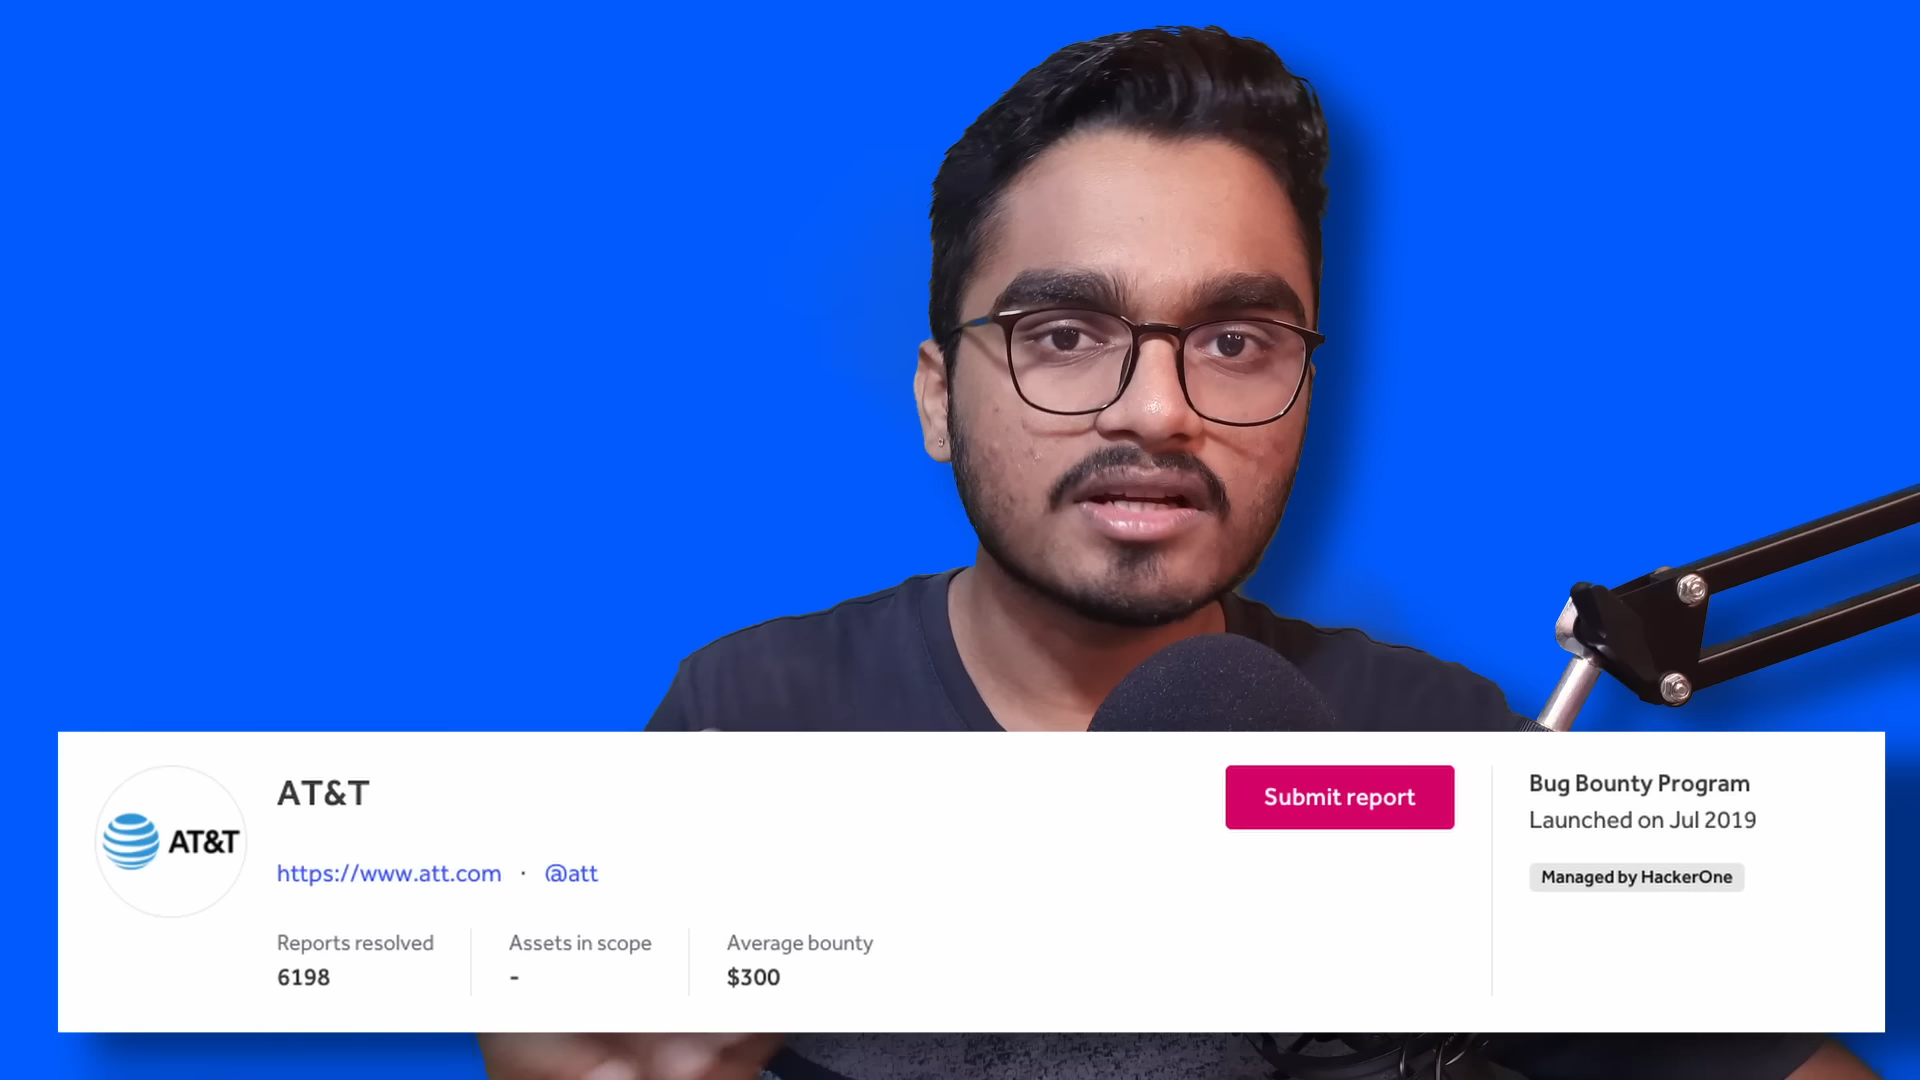 AT&T
AT&T
https://www.att.com · @att
Reports resolved
6198
Assets in scope
-
Average bounty
$300
Submit report
Bug Bounty Program
Launched on Jul 2019
Managed by HackerOne